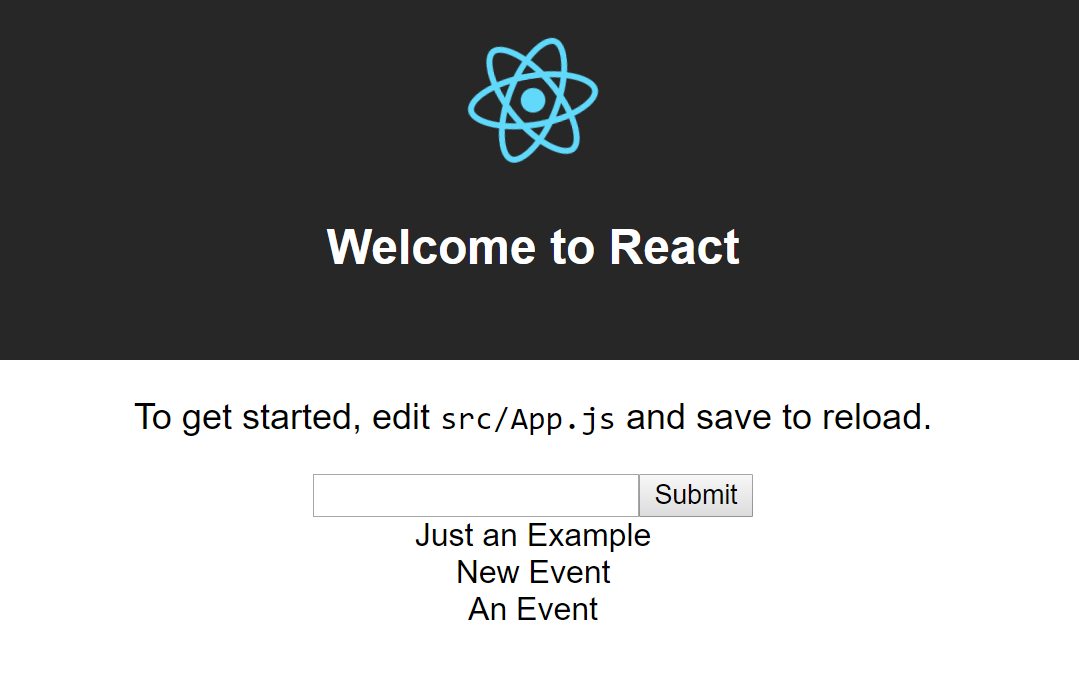 Welcome to React
To get started, edit src/App.js and save to reload.
Submit
Just an Example
New Event
An Event